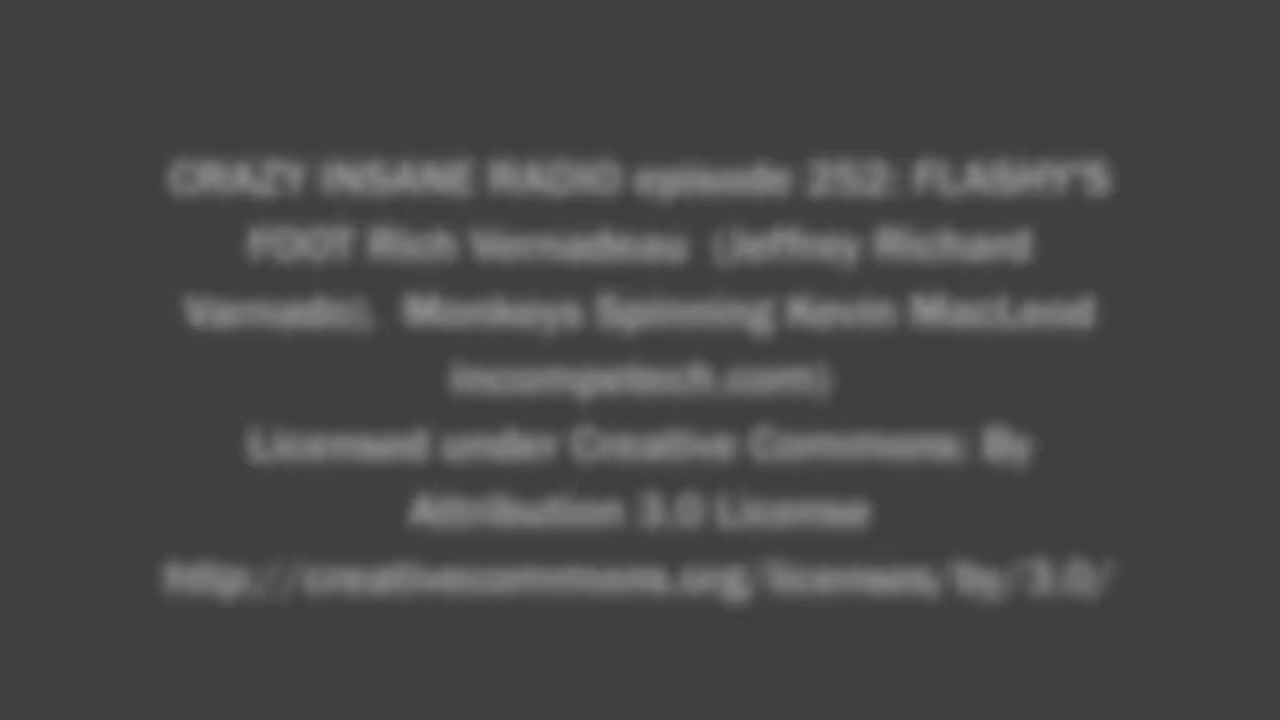 CRAZY INSANE RADIO episode 252: FLASHY'S
FOOT Rich Vernadeau (Jeffrey Richard
Varnado). Monkeys Spinning Kevin MacLeod
incompetech.com)
Licensed under Creative Commons: By
Attribution 3.0 License
http://creativecommons.org/licenses/by/3.0/